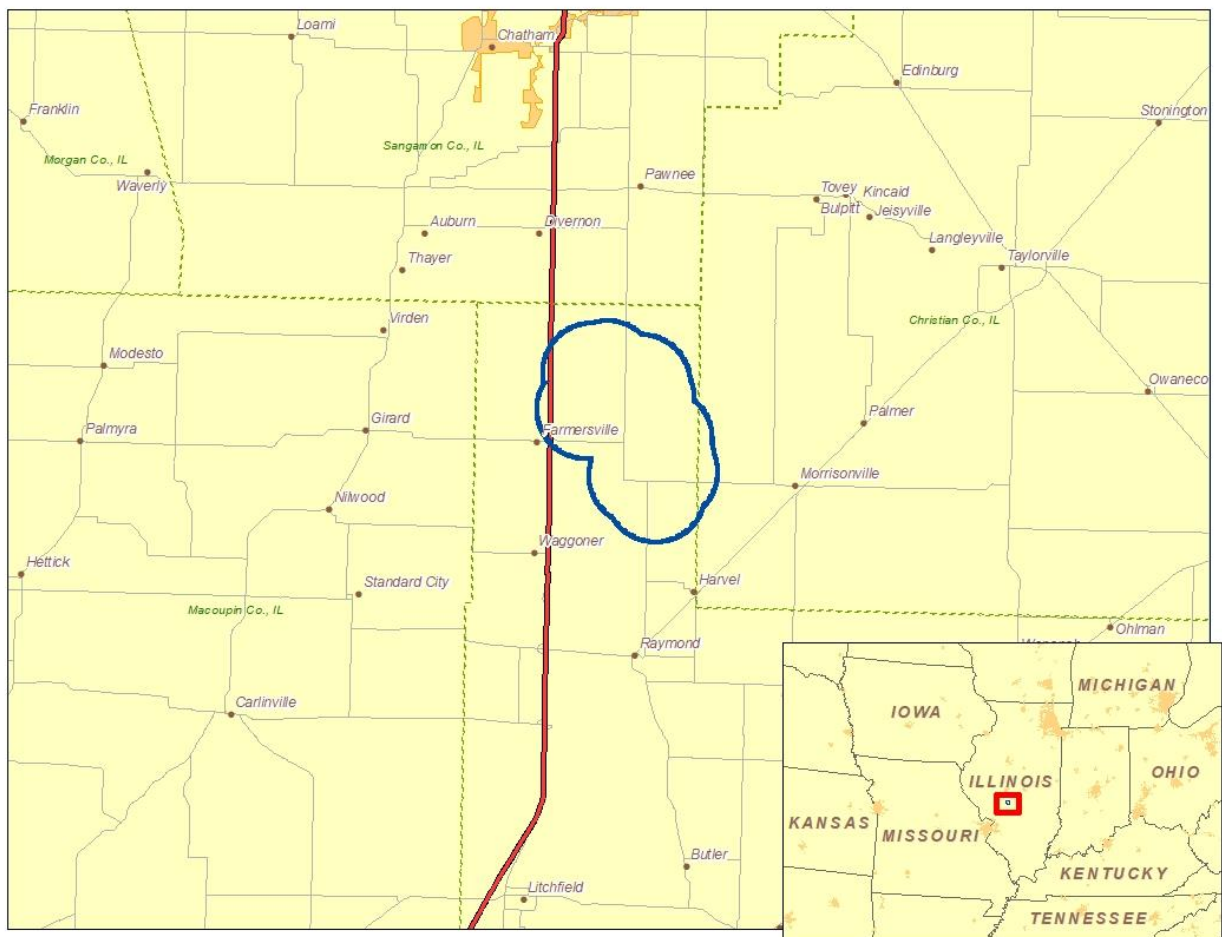 Loami
Chatham
Edinburg
Franklin
Stonington
Sangamon Co., IL
Morgan Co., IL
Waverly
Pawnee
Tovey
Kincaid
Bulpitt
Jeisyville
Auburn
Divernon
Langleyville
Thayer
Taylorville
Virden
Christian Co., IL
Modesto
Owaneco
Girard
Palmer
Palmyra
Farmersville
Morrisonville
Nilwood
Waggoner
Hettick
Standard City
Harvel
Macoupin Co., IL
Ohlman
Raymond
Carlinville
Butler
Litchfield
MICHIGAN
IOWA
ILLINOIS
OHIO
KANSAS
MISSOURI
KENTUCKY
TENNESSEE